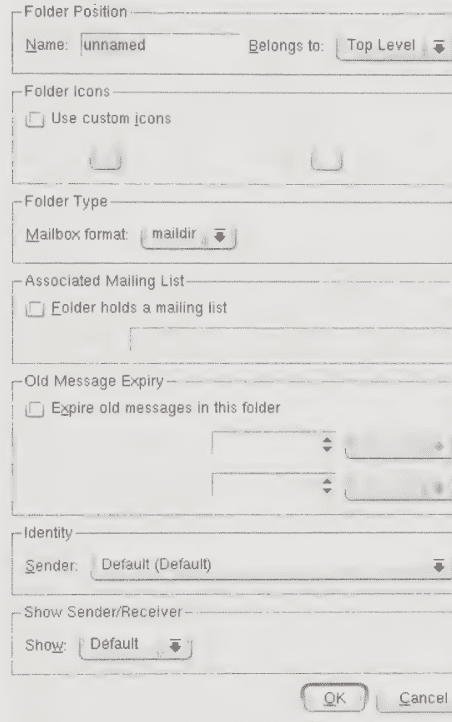 Folder Position
Name: unnamed Belongs to: Top Level
Folder Icons
Use custom icons
Folder Type
Mailbox format: maildir
Associated Mailing List
Folder holds a mailing list
Old Message Expiry
Expire old messages in this folder
Identity
Sender: Default (Default)
Show Sender/Receiver
Show: Default
OK Cancel